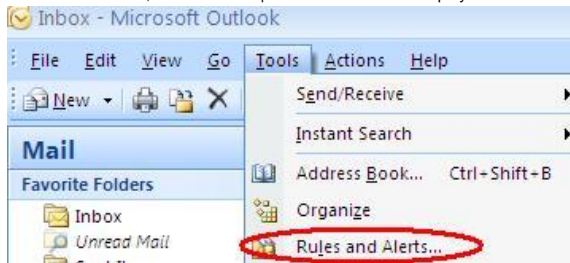 Inbox - Microsoft Outlook
File Edit View Go Tools Actions Help
New
Send/Receive
Instant Search
Mail
Address Book... Ctrl+Shift+B
Favorite Folders
Organize
Inbox
Unread Mail
Rules and Alerts...